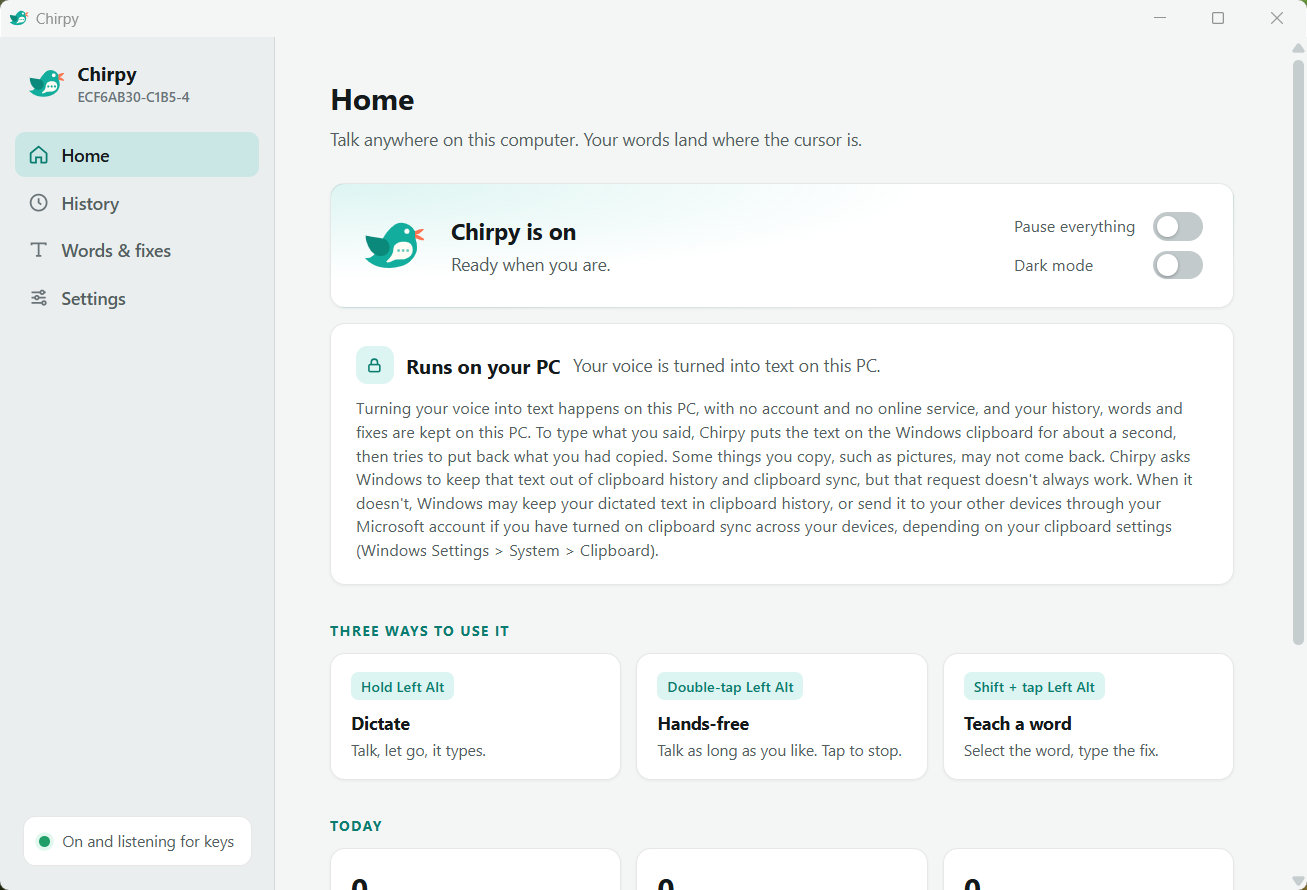 Chirpy
Chirpy
ECF6AB30-C1B5-4
Home
History
Words & fixes
Settings
On and listening for keys
Home
Talk anywhere on this computer. Your words land where the cursor is.
Chirpy is on
Ready when you are.
Pause everything
Dark mode
Runs on your PC Your voice is turned into text on this PC.
Turning your voice into text happens on this PC, with no account and no online service, and your history, words and
fixes are kept on this PC. To type what you said, Chirpy puts the text on the Windows clipboard for about a second,
then tries to put back what you had copied. Some things you copy, such as pictures, may not come back. Chirpy asks
Windows to keep that text out of clipboard history and clipboard sync, but that request doesn't always work. When it
doesn't, Windows may keep your dictated text in clipboard history, or send it to your other devices through your
Microsoft account if you have turned on clipboard sync across your devices, depending on your clipboard settings
(Windows Settings > System > Clipboard).
THREE WAYS TO USE IT
Hold Left Alt
Dictate
Talk, let go, it types.
Double-tap Left Alt
Hands-free
Talk as long as you like. Tap to stop.
Shift + tap Left Alt
Teach a word
Select the word, type the fix.
TODAY
0
0
0